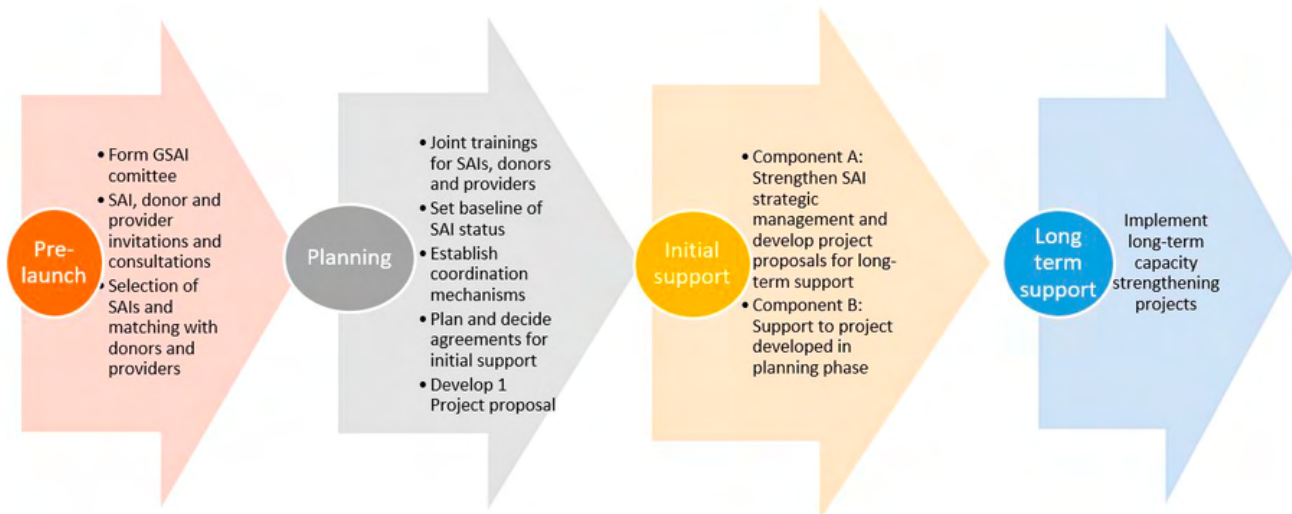 Pre-
launch
• Form GSAI
comittee
• SAI, donor and
provider
invitations and
consultations
• Selection of
SAIs and
matching with
donors and
providers
Planning
• Joint trainings
for SAIs, donors
and providers
• Set baseline of
SAI status
• Establish
coordination
mechanisms
• Plan and decide
agreements for
initial support
• Develop 1
Project proposal
Initial
support
• Component A:
Strengthen SAI
strategic
management and
develop project
proposals for long-
term support
• Component B:
Support to project
developed in
planning phase
Long
term
support
Implement
long-term
capacity
strengthening
projects